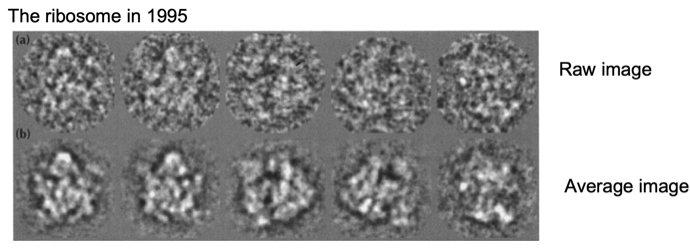 The ribosome in 1995
(a)
Raw image
(b)
Average image